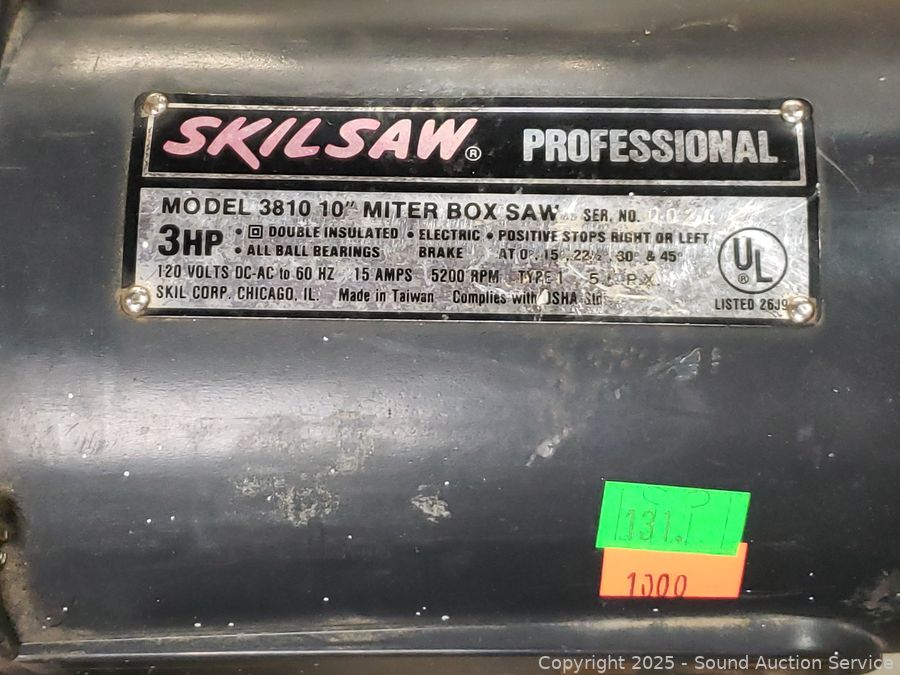 SKILSAW® PROFESSIONAL
MODEL 3810 10" MITER BOX SAW SER. NO.
3HP • DOUBLE INSULATED • ELECTRIC • POSITIVE STOPS RIGHT OR LEFT
• ALL BALL BEARINGS BRAKE AT 0°, 15°, 22½°, 30° & 45°
120 VOLTS DC-AC to 60 HZ 15 AMPS 5200 RPM TYPE 1
SKIL CORP. CHICAGO, IL. Made in Taiwan Complies with OSHA Std.
UL®
LISTED 26J9
131.
1000
Copyright © 2025 - Sound Auction Service